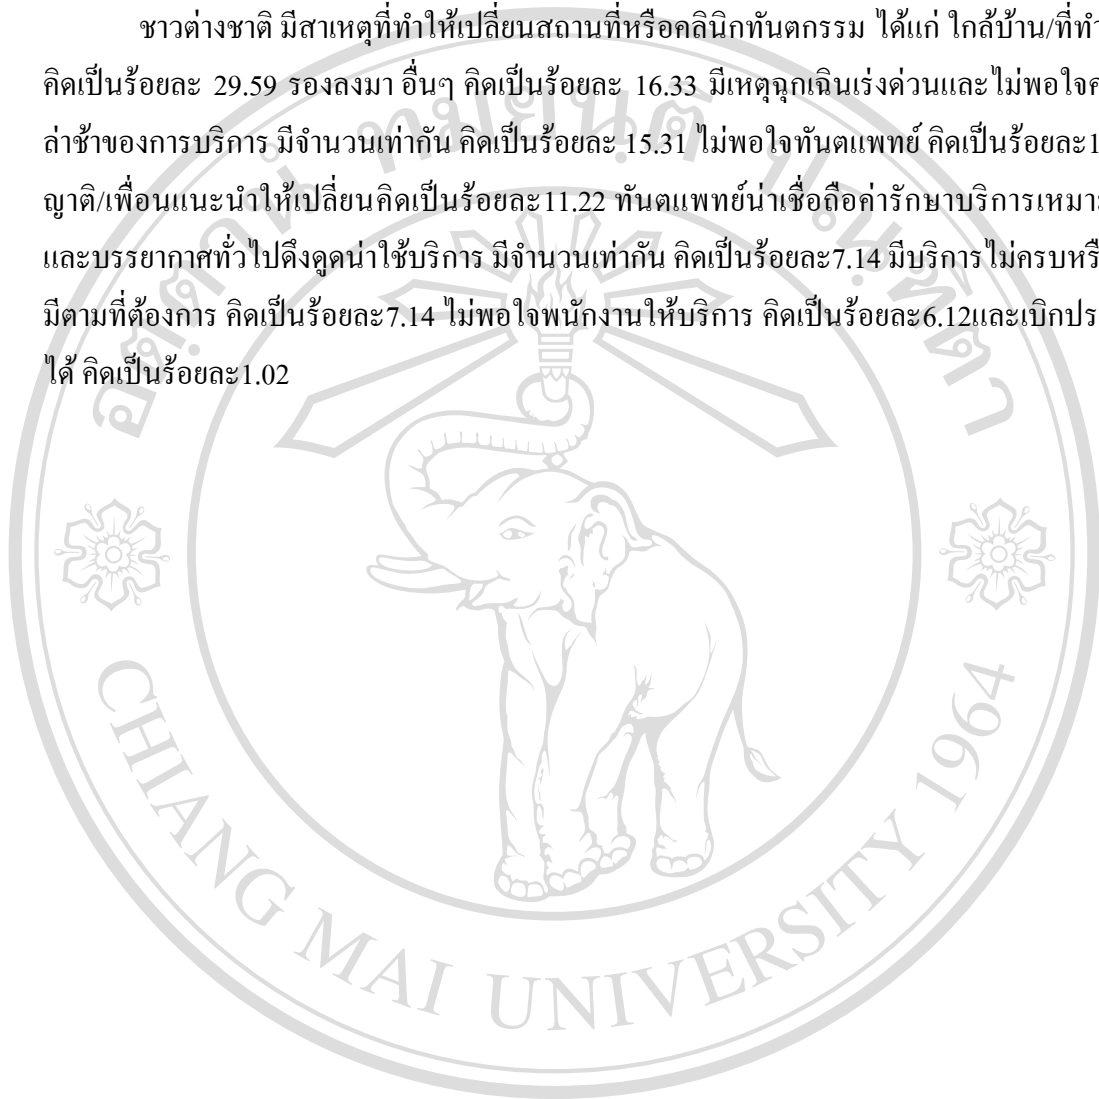 ชาวต่างชาติ มีสาเหตุที่ทำให้เปลี่ยนสถานที่หรือคลินิกทันตกรรม ได้แก่ ใกล้บ้าน/ที่ทำ
คิดเป็นร้อยละ 29.59 รองลงมา อื่นๆ คิดเป็นร้อยละ 16.33 มีเหตุฉุกเฉินเร่งด่วนและไม่พอใจค
ล่าช้าของการบริการ มีจำนวนเท่ากัน คิดเป็นร้อยละ 15.31 ไม่พอใจทันตแพทย์ คิดเป็นร้อยละ1
ญาติ/เพื่อนแนะนำให้เปลี่ยนคิดเป็นร้อยละ11.22 ทันตแพทย์น่าเชื่อถือค่ารักษาบริการเหมา
และบรรยากาศทั่วไปดึงดูดน่าใช้บริการ มีจำนวนเท่ากัน คิดเป็นร้อยละ7.14 มีบริการไม่ครบหรื
มีตามที่ต้องการ คิดเป็นร้อยละ7.14 ไม่พอใจพนักงานให้บริการ คิดเป็นร้อยละ6.12และเบิกประ
ได้ คิดเป็นร้อยละ1.02
อตฺตานํ ทมยนฺติ ปณฺฑิตา
CHIANG MAI UNIVERSITY 1964